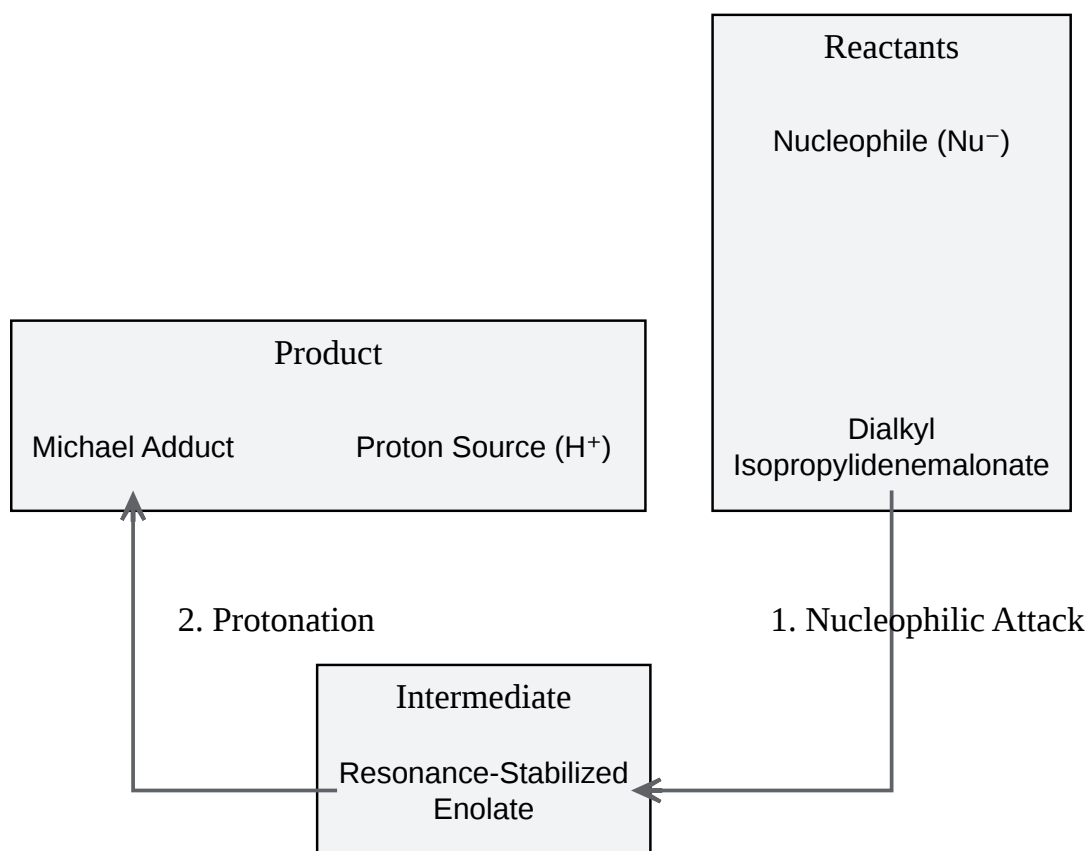 Reactants
Nucleophile (Nu⁻)
Product
Michael Adduct
Proton Source (H⁺)
Dialkyl
Isopropylidenemalonate
2. Protonation
1. Nucleophilic Attack
Intermediate
Resonance-Stabilized
Enolate